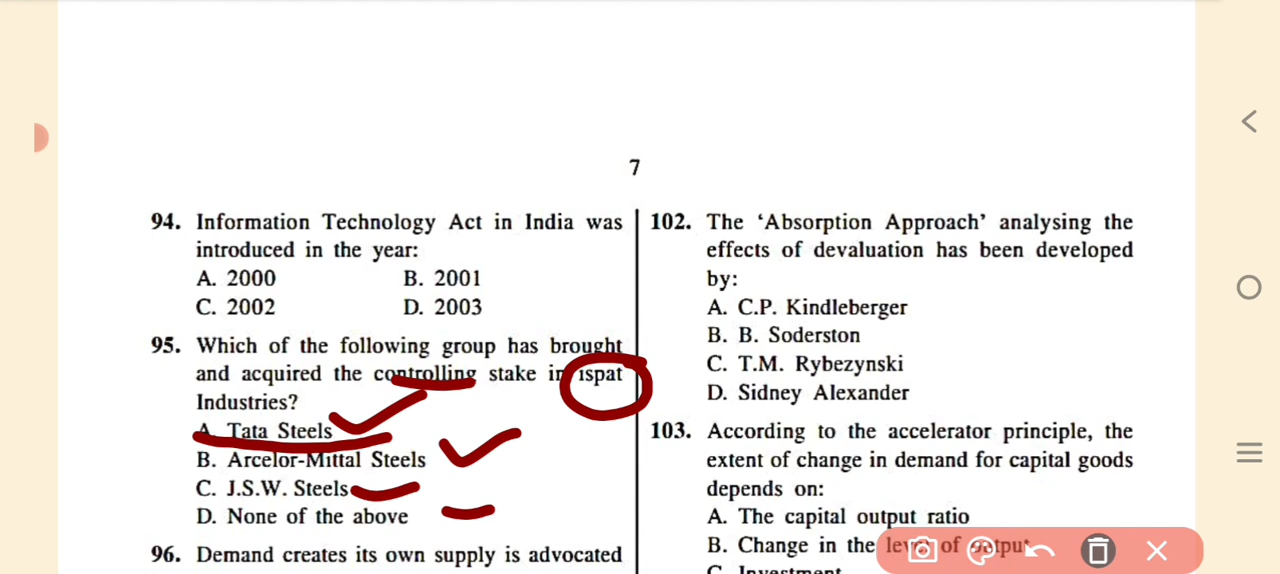 7
94. Information Technology Act in India was
introduced in the year:
A. 2000 B. 2001
C. 2002 D. 2003
95. Which of the following group has brought
and acquired the controlling stake in ispat
Industries?
A. Tata Steels
B. Arcelor-Mittal Steels
C. J.S.W. Steels
D. None of the above
96. Demand creates its own supply is advocated
102. The ‘Absorption Approach’ analysing the
effects of devaluation has been developed
by:
A. C.P. Kindleberger
B. B. Soderston
C. T.M. Rybezynski
D. Sidney Alexander
103. According to the accelerator principle, the
extent of change in demand for capital goods
depends on:
A. The capital output ratio
B. Change in the level of output
C. Investment